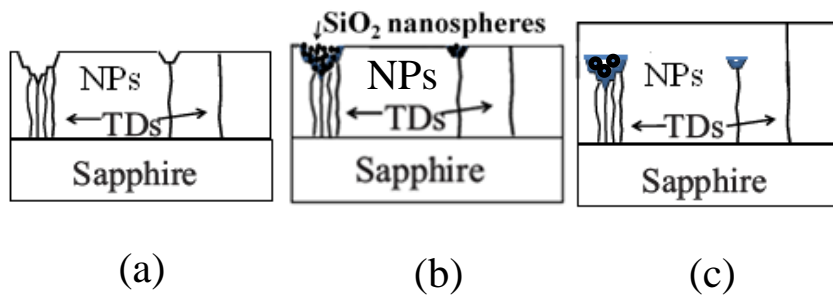 NPs
TDs
Sapphire
(a)
SiO₂ nanospheres
NPs
TDs
Sapphire
(b)
NPs
TDs
Sapphire
(c)